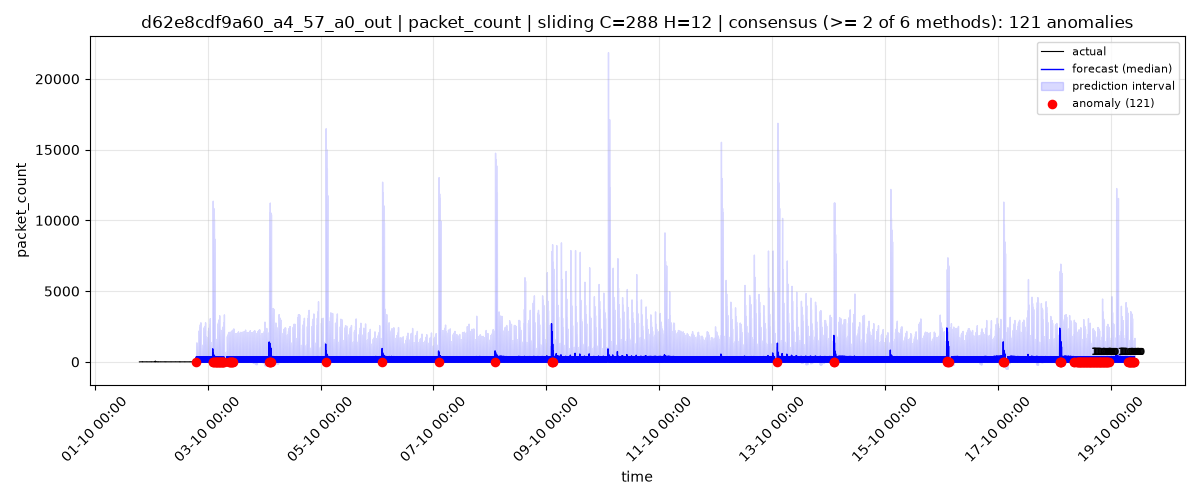 d62e8cdf9a60_a4_57_a0_out | packet_count | sliding C=288 H=12 | consensus (>= 2 of 6 methods): 121 anomalies
actual
forecast (median)
prediction interval
anomaly (121)
packet_count
20000
15000
10000
5000
0
01-10 00:00
03-10 00:00
05-10 00:00
07-10 00:00
09-10 00:00
11-10 00:00
13-10 00:00
15-10 00:00
17-10 00:00
19-10 00:00
time